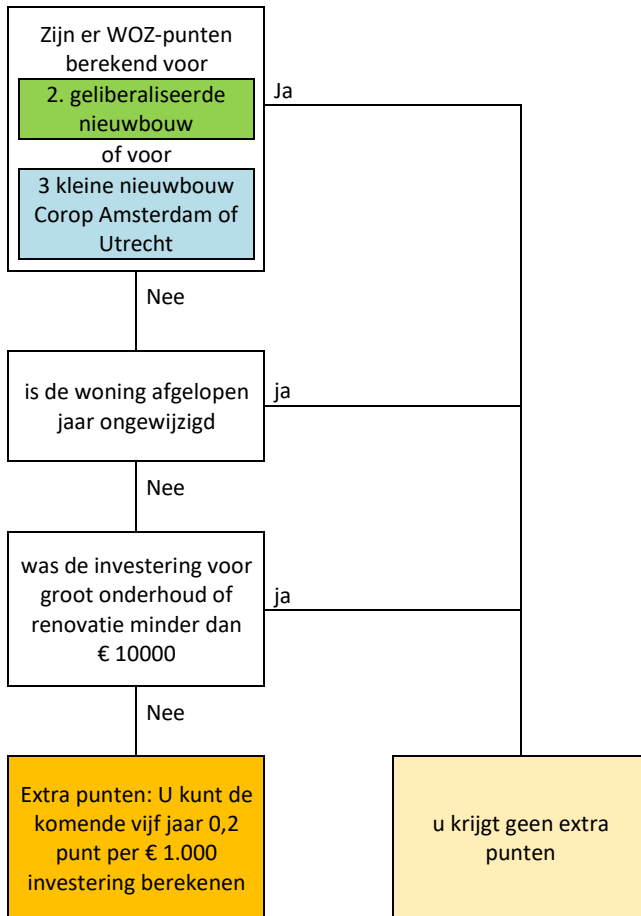 Zijn er WOZ-punten
berekend voor
2. geliberaliseerde
nieuwbouw
of voor
3 kleine nieuwbouw
Corop Amsterdam of
Utrecht
Ja
Nee
is de woning afgelopen
jaar ongewijzigd
ja
Nee
was de investering voor
groot onderhoud of
renovatie minder dan
€ 10000
ja
Nee
Extra punten: U kunt de
komende vijf jaar 0,2
punt per € 1.000
investering berekenen
u krijgt geen extra
punten